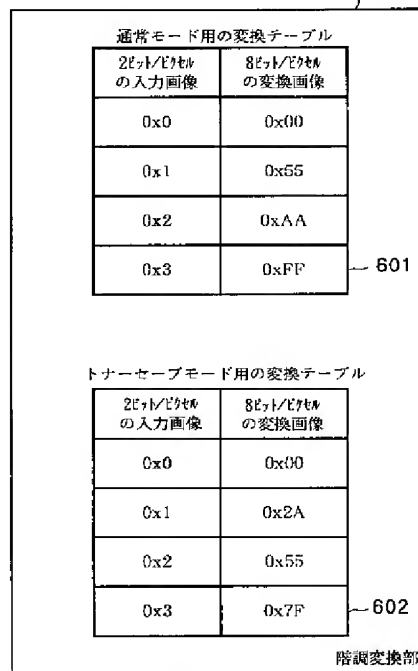 通常モード用の変換テーブル
2ビット/ピクセル 8ビット/ピクセル
の入力画像 の変換画像
0x0 0x00
0x1 0x55
0x2 0xAA
0x3 0xFF
601
トナーセーブモード用の変換テーブル
2ビット/ピクセル 8ビット/ピクセル
の入力画像 の変換画像
0x0 0x00
0x1 0x2A
0x2 0x55
0x3 0x7F
602
階調変換部